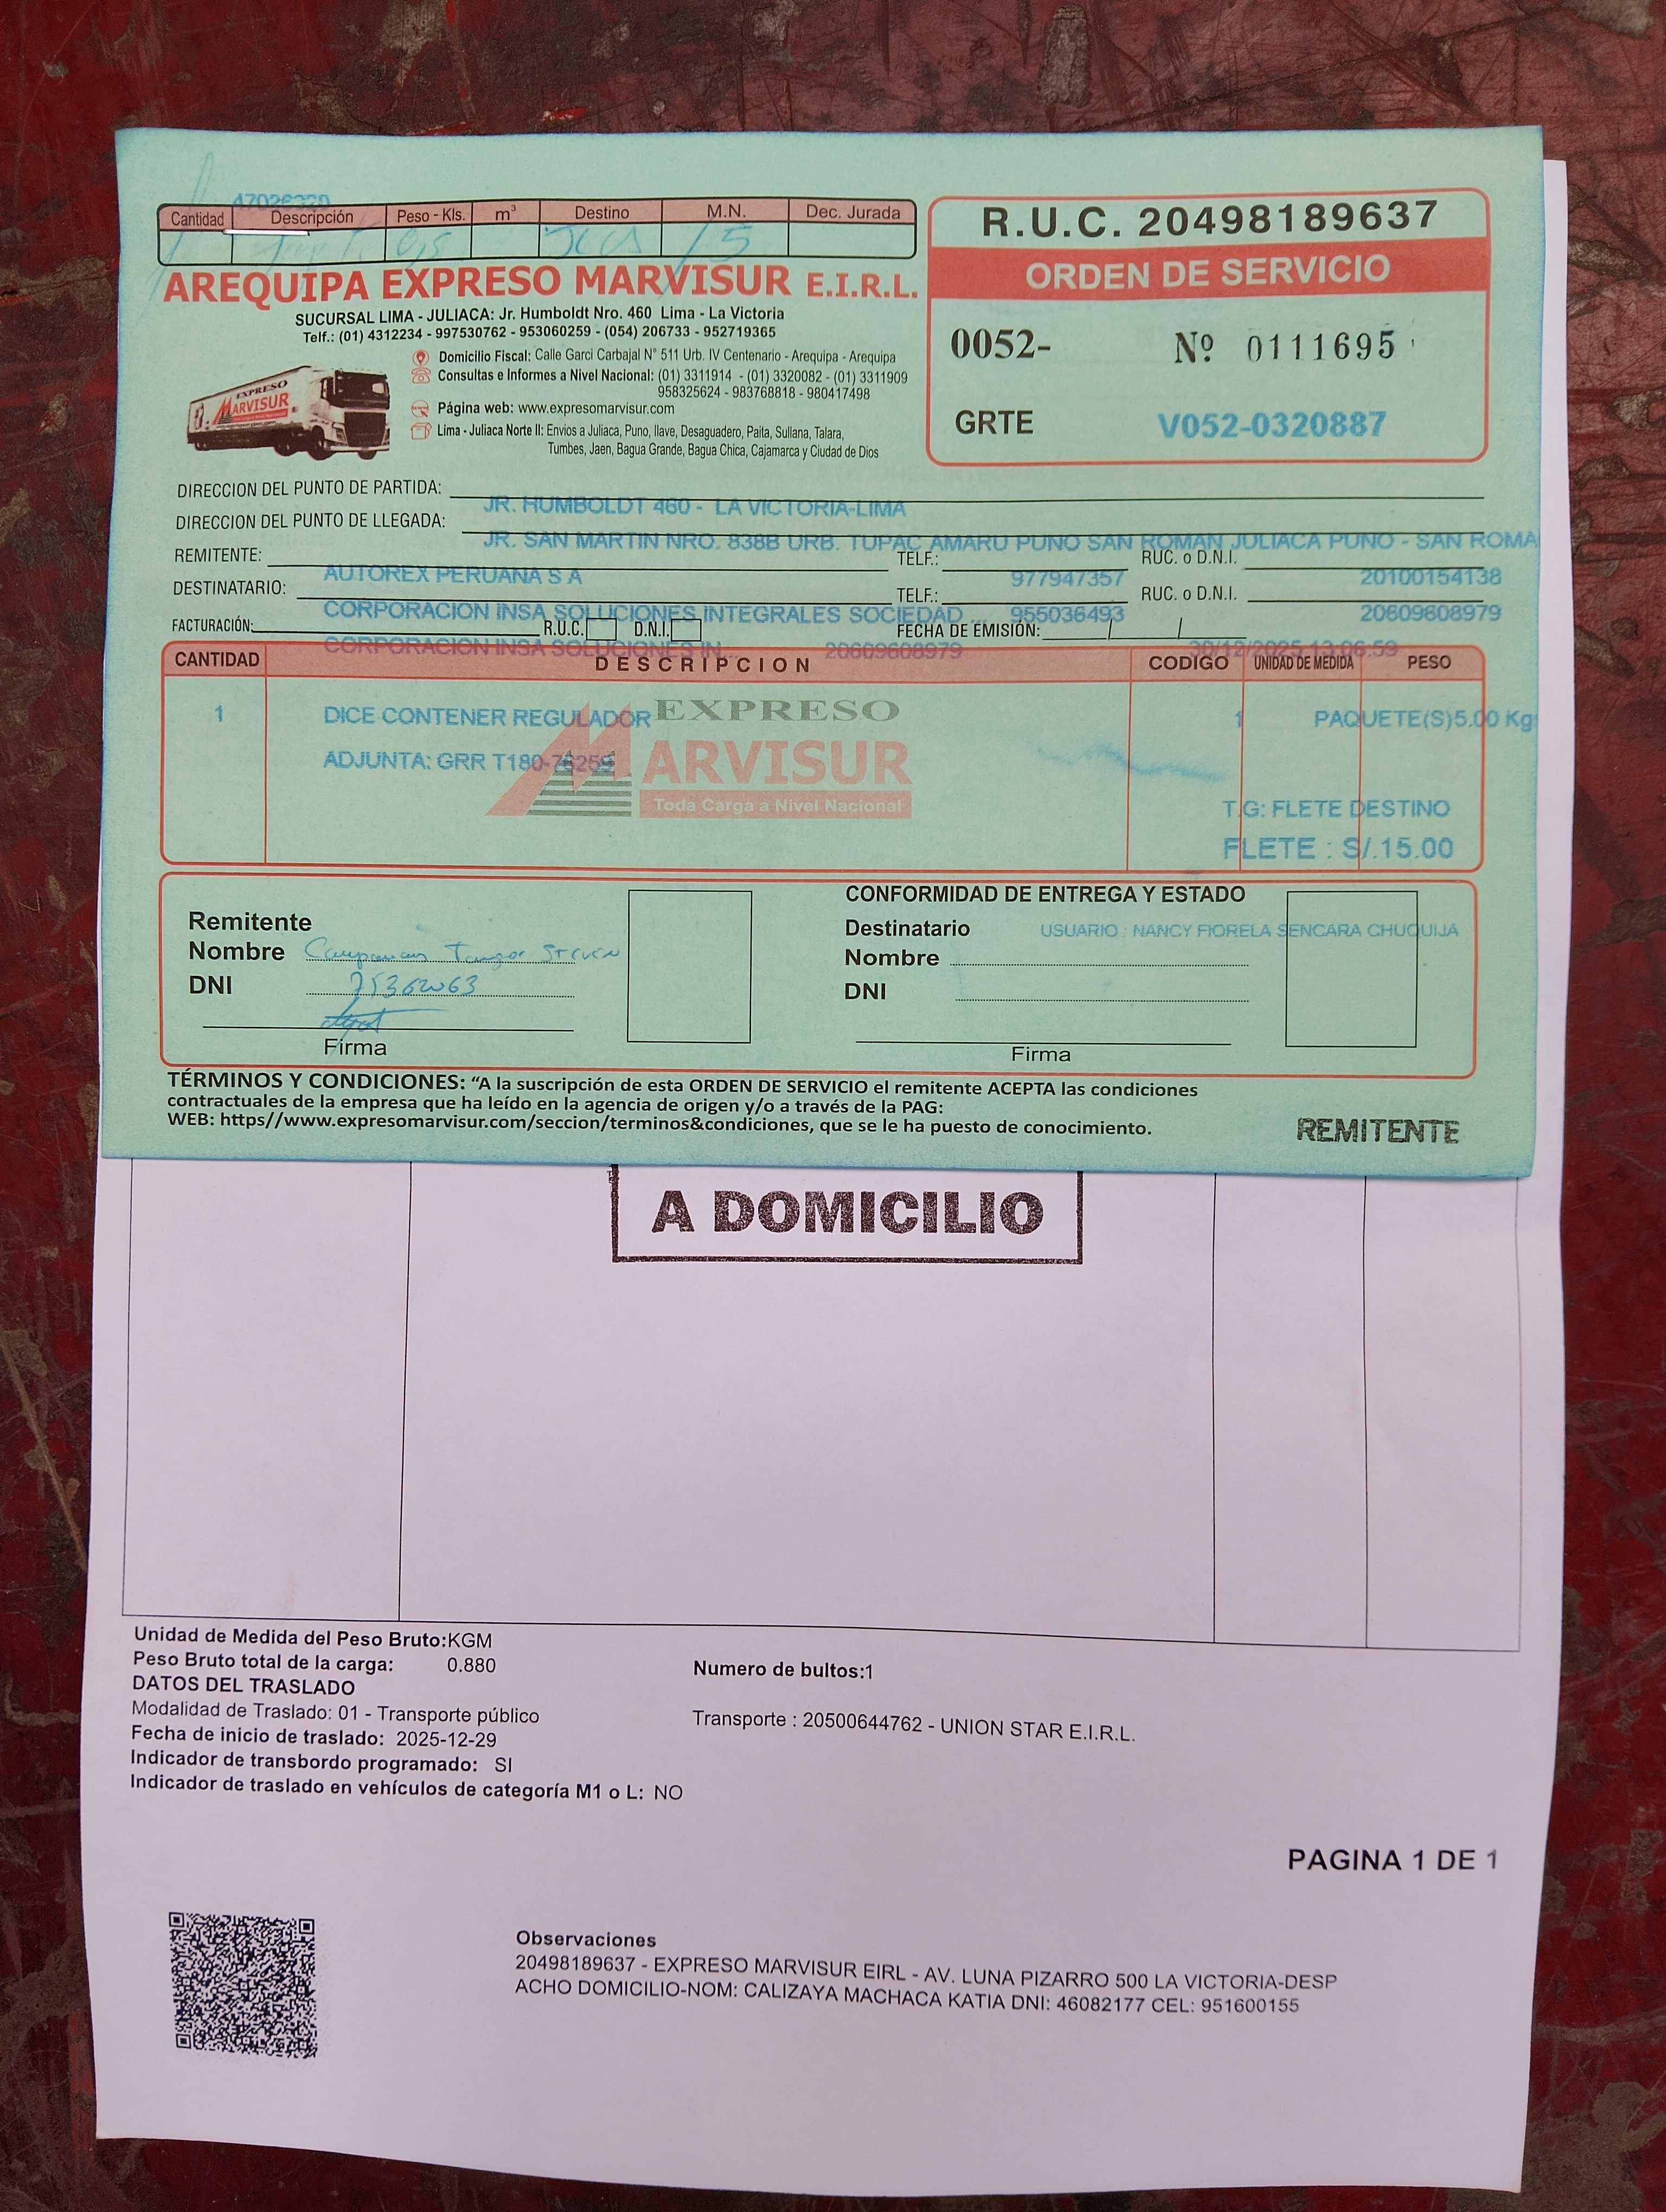 47026329
Cantidad Descripción Peso - Kls. m³ Destino M.N. Dec. Jurada
15
AREQUIPA EXPRESO MARVISUR E.I.R.L.
SUCURSAL LIMA - JULIACA: Jr. Humboldt Nro. 460 Lima - La Victoria
Telf.: (01) 4312234 - 997530762 - 953060259 - (054) 206733 - 952719365
Domicilio Fiscal: Calle Garci Carbajal N° 511 Urb. IV Centenario - Arequipa - Arequipa
Consultas e Informes a Nivel Nacional: (01) 3311914 - (01) 3320082 - (01) 3311909
958325624 - 983768818 - 980417498
Página web: www.expresomarvisur.com
Lima - Juliaca Norte II: Envios a Juliaca, Puno, Ilave, Desaguadero, Paita, Sullana, Talara,
Tumbes, Jaen, Bagua Grande, Bagua Chica, Cajamarca y Ciudad de Dios
EXPRESO MARVISUR
R.U.C. 20498189637
ORDEN DE SERVICIO
0052- Nº 0111695
GRTE V052-0320887
DIRECCION DEL PUNTO DE PARTIDA:
JR. HUMBOLDT 460 - LA VICTORIA-LIMA
DIRECCION DEL PUNTO DE LLEGADA:
JR. SAN MARTIN NRO. 838B URB. TUPAC AMARU PUNO SAN ROMAN JULIACA PUNO - SAN ROMA
REMITENTE: TELF.: RUC. o D.N.I.
AUTOREX PERUANA S A 977947357 20100154138
DESTINATARIO: TELF.: RUC. o D.N.I.
CORPORACION INSA SOLUCIONES INTEGRALES SOCIEDAD... 955036493 20609608979
FACTURACIÓN: R.U.C. D.N.I. FECHA DE EMISIÓN: / /
CORPORACION INSA SOLUCIONES IN... 20609608979 30/12/2025 13:06:59
CANTIDAD DESCRIPCION CODIGO UNIDAD DE MEDIDA PESO
1 DICE CONTENER REGULADOR 1 PAQUETE(S) 5.00 Kg
ADJUNTA: GRR T180-76259
EXPRESO
MARVISUR
Toda Carga a Nivel Nacional
T.G: FLETE DESTINO
FLETE : S/.15.00
Remitente
Nombre Steven
DNI
Firma
CONFORMIDAD DE ENTREGA Y ESTADO
Destinatario USUARIO : NANCY FIORELA SENCARA CHUQUIJA
Nombre
DNI
Firma
TÉRMINOS Y CONDICIONES: “A la suscripción de esta ORDEN DE SERVICIO el remitente ACEPTA las condiciones
contractuales de la empresa que ha leído en la agencia de origen y/o a través de la PAG:
WEB: https//www.expresomarvisur.com/seccion/terminos&condiciones, que se le ha puesto de conocimiento.
REMITENTE
A DOMICILIO
Unidad de Medida del Peso Bruto:KGM
Peso Bruto total de la carga: 0.880 Numero de bultos:1
DATOS DEL TRASLADO
Modalidad de Traslado: 01 - Transporte público Transporte : 20500644762 - UNION STAR E.I.R.L.
Fecha de inicio de traslado: 2025-12-29
Indicador de transbordo programado: SI
Indicador de traslado en vehículos de categoría M1 o L: NO
PAGINA 1 DE 1
Observaciones
20498189637 - EXPRESO MARVISUR EIRL - AV. LUNA PIZARRO 500 LA VICTORIA-DESP
ACHO DOMICILIO-NOM: CALIZAYA MACHACA KATIA DNI: 46082177 CEL: 951600155